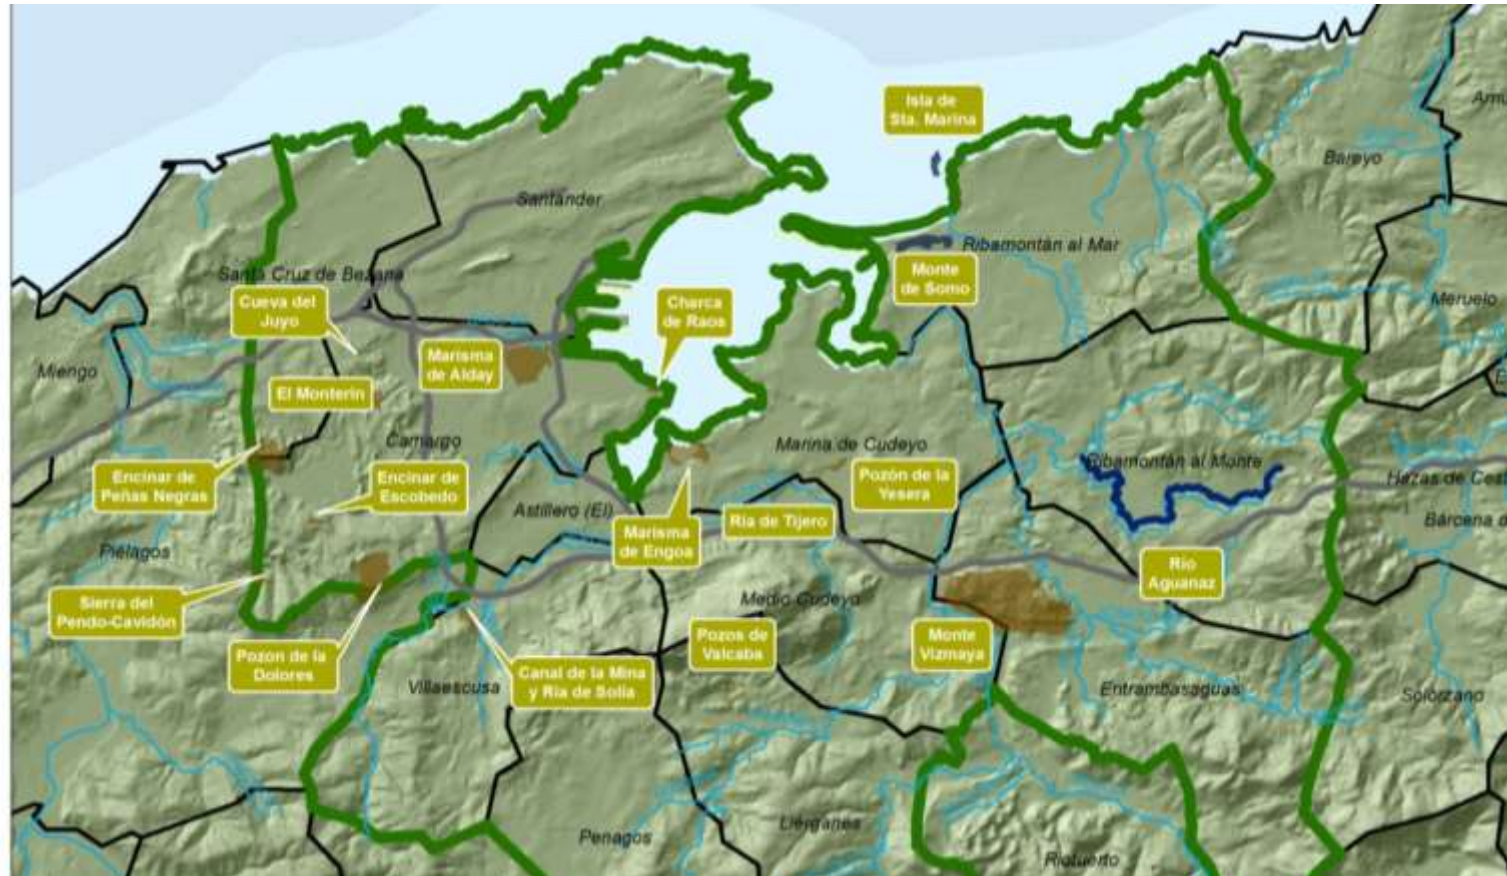 Isla de
Sta. Marina
Bareyo
Santander
Ribamontán al Mar
Santa Cruz de Bezana
Cueva del
Juyo
Monte
de Somo
Charca
de Raos
Meruelo
Miengo
Marisma
de Alday
El Monterin
Camargo
Marina de Cudeyo
Ribamontán al Monte
Encinar de
Peñas Negras
Encinar de
Escobedo
Pozón de la
Yesera
Hazas de
Astillero (El)
Marisma
de Engoa
Ría de Tijero
Bárcena
Piélagos
Río
Aguanaz
Sierra del
Pendo-Cavidón
Medio Cudeyo
Pozos de
Valcaba
Monte
Vizmaya
Pozon de la
Dolores
Canal de la Mina
y Ría de Solía
Villaescusa
Entrambasaguas
Solórzano
Penagos
Liérganes
Riotuerto